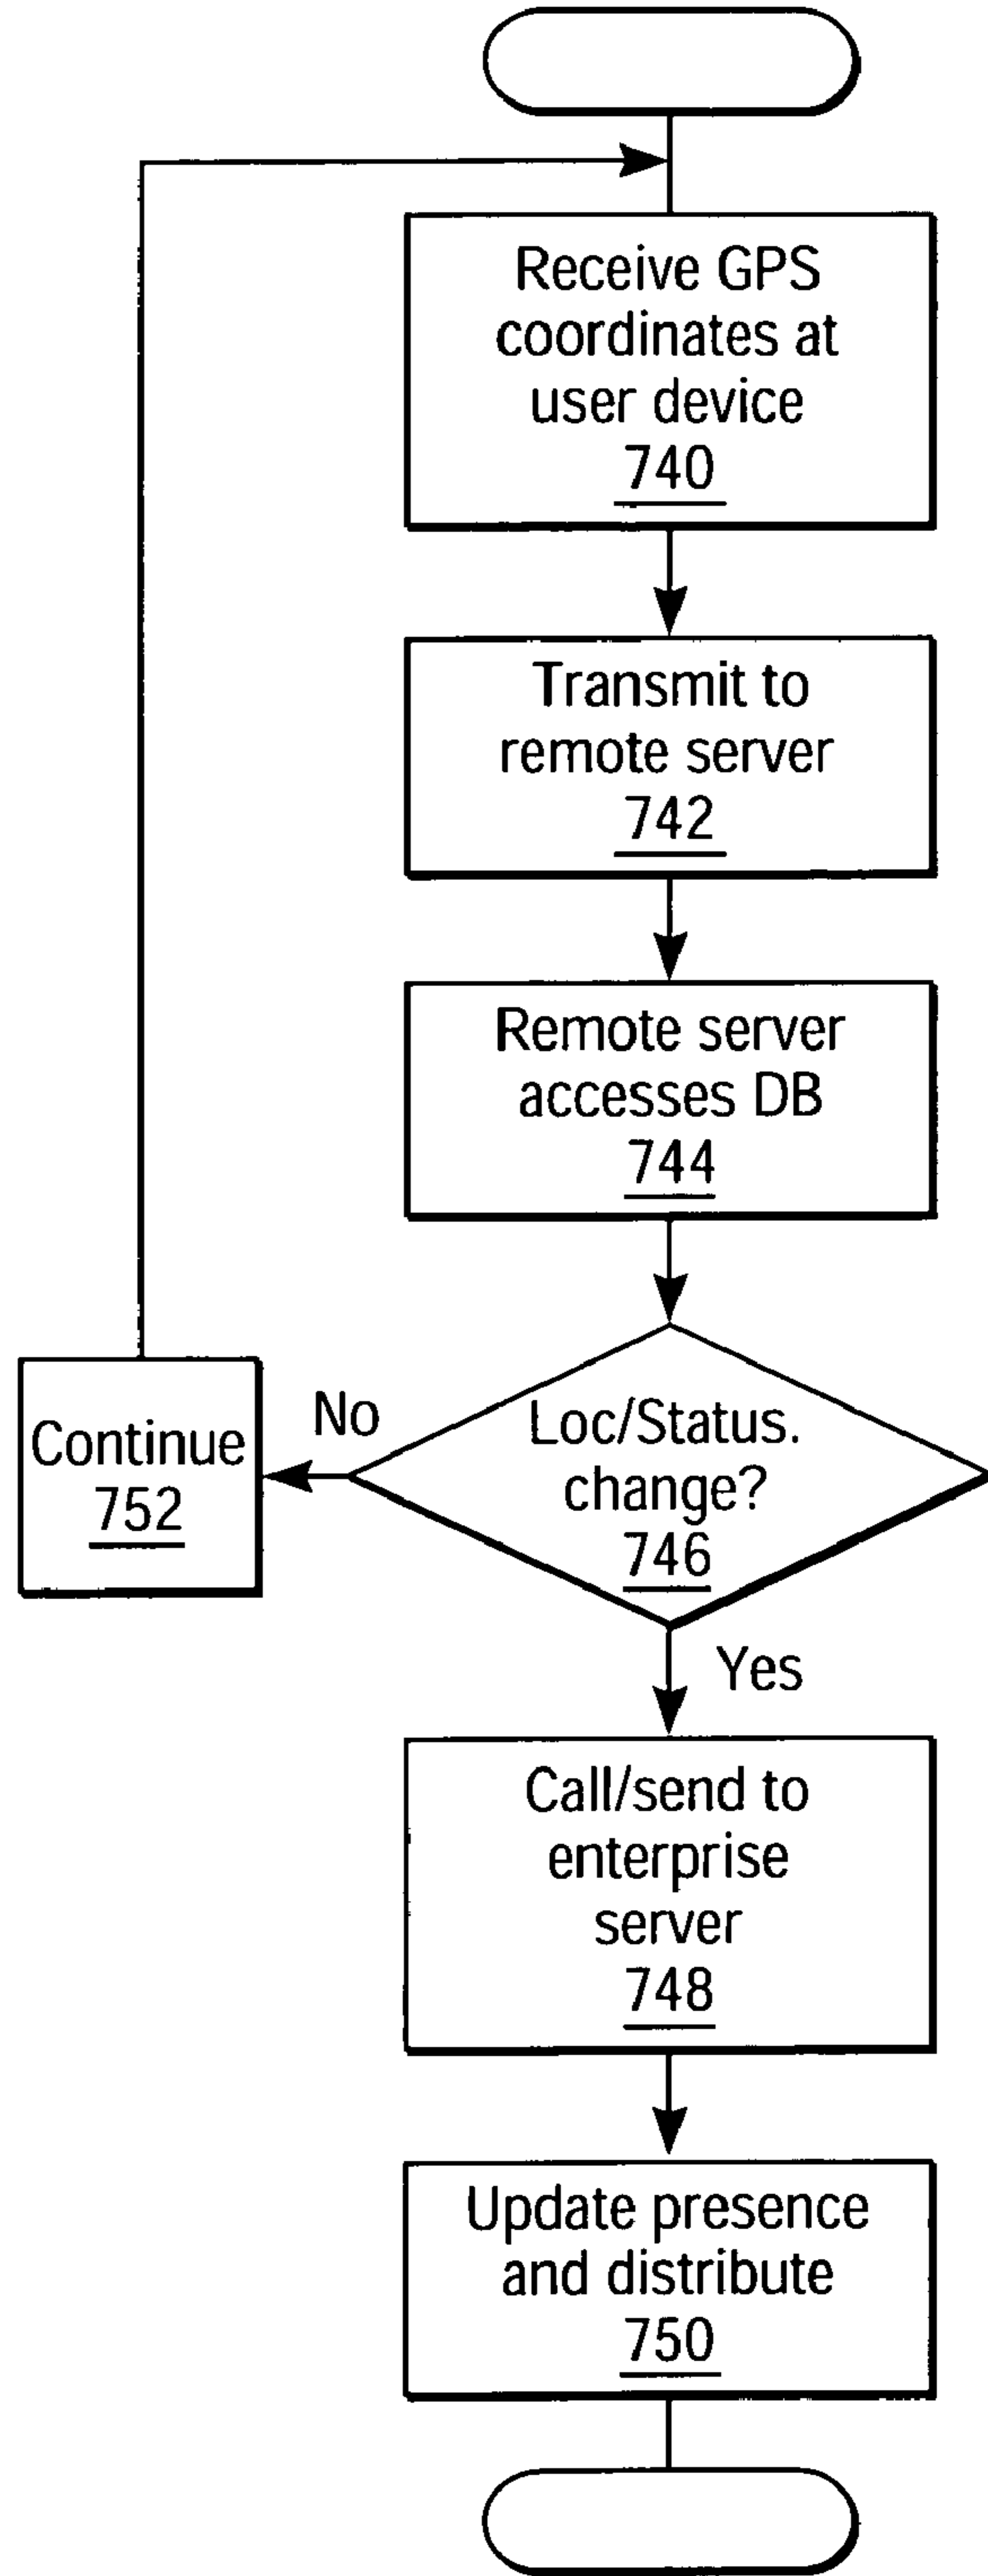 Receive GPS
coordinates at
user device
740
Transmit to
remote server
742
Remote server
accesses DB
744
Loc/Status.
change?
746
No
Continue
752
Yes
Call/send to
enterprise
server
748
Update presence
and distribute
750